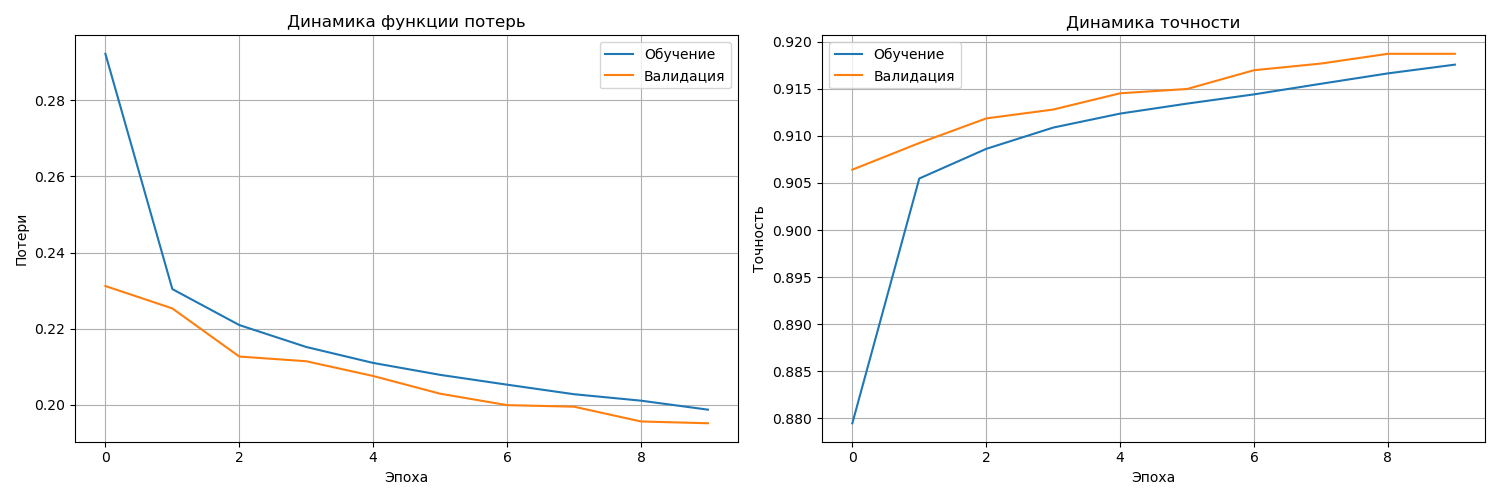 Динамика функции потерь
Обучение
Валидация
0.28
0.26
0.24
0.22
0.20
Потери
0 2 4 6 8
Эпоха
Динамика точности
Обучение
Валидация
0.920
0.915
0.910
0.905
0.900
0.895
0.890
0.885
0.880
Точность
0 2 4 6 8
Эпоха